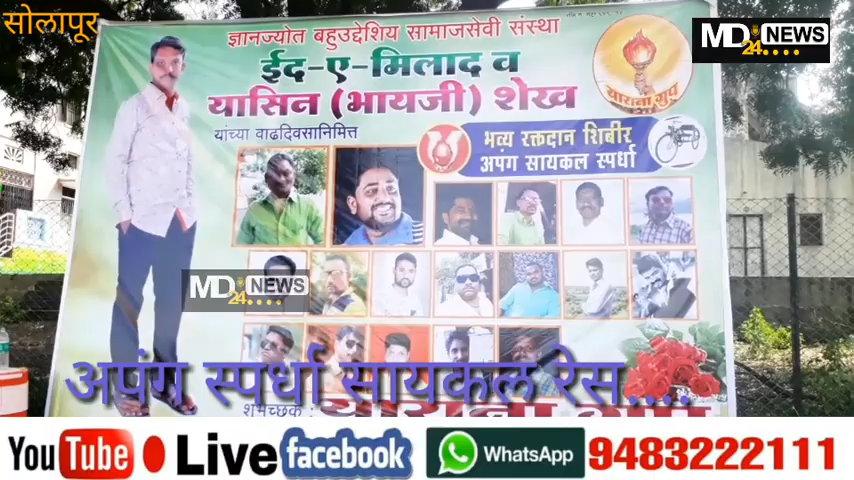 सोलापूर
MD 24.... NEWS
ज्ञानज्योत बहुउद्देशिय सामाजसेवी संस्था
ईद-ए-मिलाद व
यासिन (भायजी) शेख
यांच्या वाढदिवसानिमित्त
भव्य रक्तदान शिबीर
अपंग सायकल स्पर्धा
MD 24.... NEWS
अपंग स्पर्धा सायकल रेस....
शुभेच्छक :
YouTube Live facebook WhatsApp 9483222111